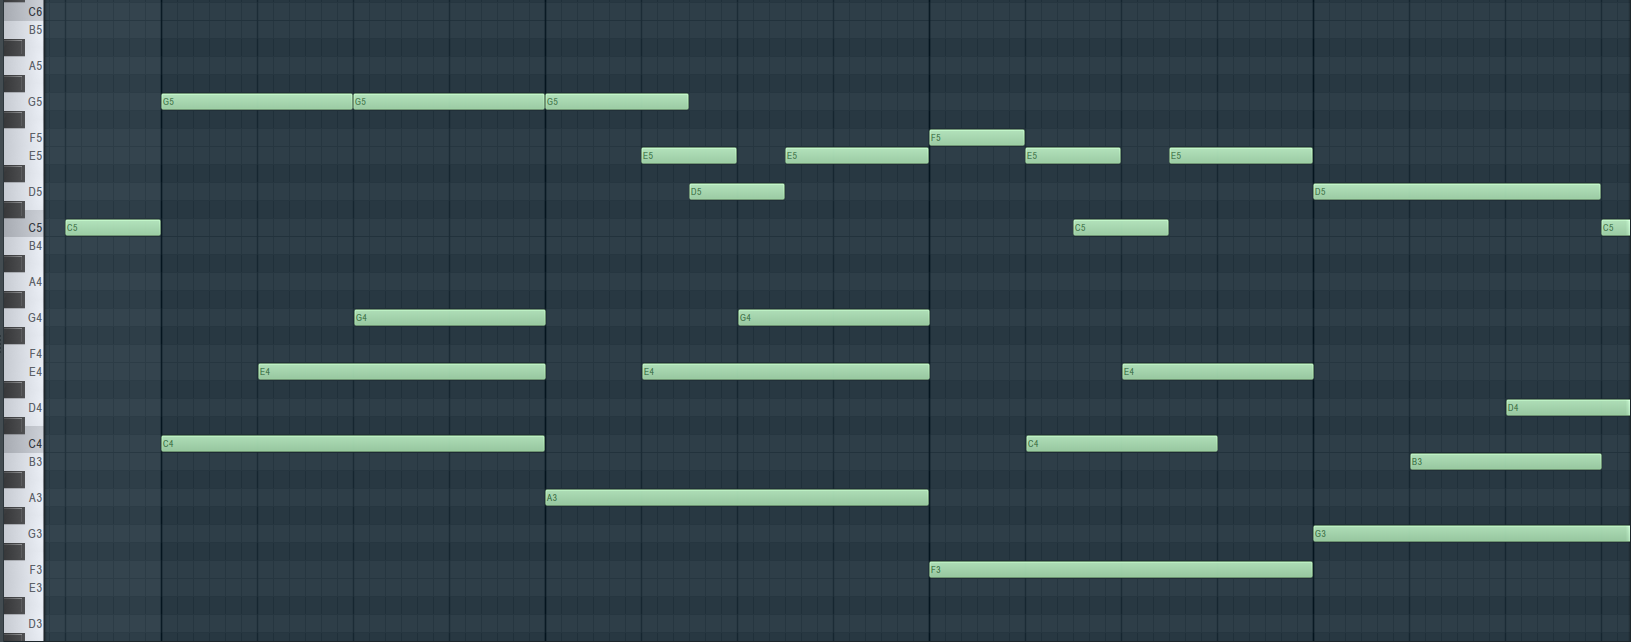 C6
B5
A5
G5 G5 G5 G5
F5 F5
E5 E5 E5 E5 E5
D5 D5 D5
C5 C5 C5 C5
B4
A4
G4 G4 G4
F4
E4 E4 E4 E4
D4 D4
C4 C4 C4
B3 B3
A3 A3
G3 G3
F3 F3
E3
D3